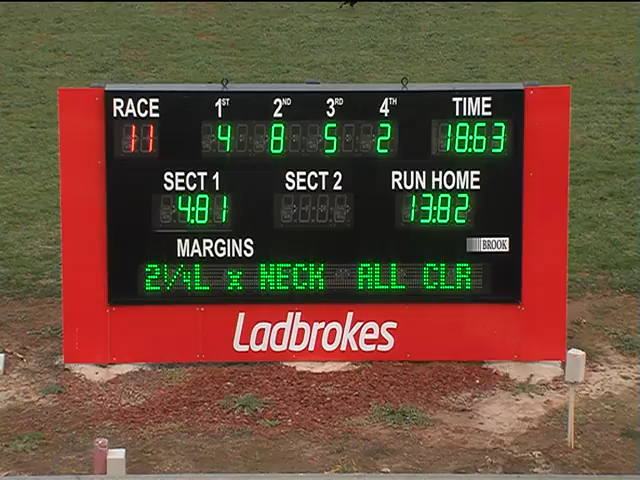 RACE 1ST 2ND 3RD 4TH TIME
11 4 8 5 2 18.63
SECT 1 SECT 2 RUN HOME
4.81 13.82
MARGINS BROOK
2¼L x NECK ALL CLR
Ladbrokes